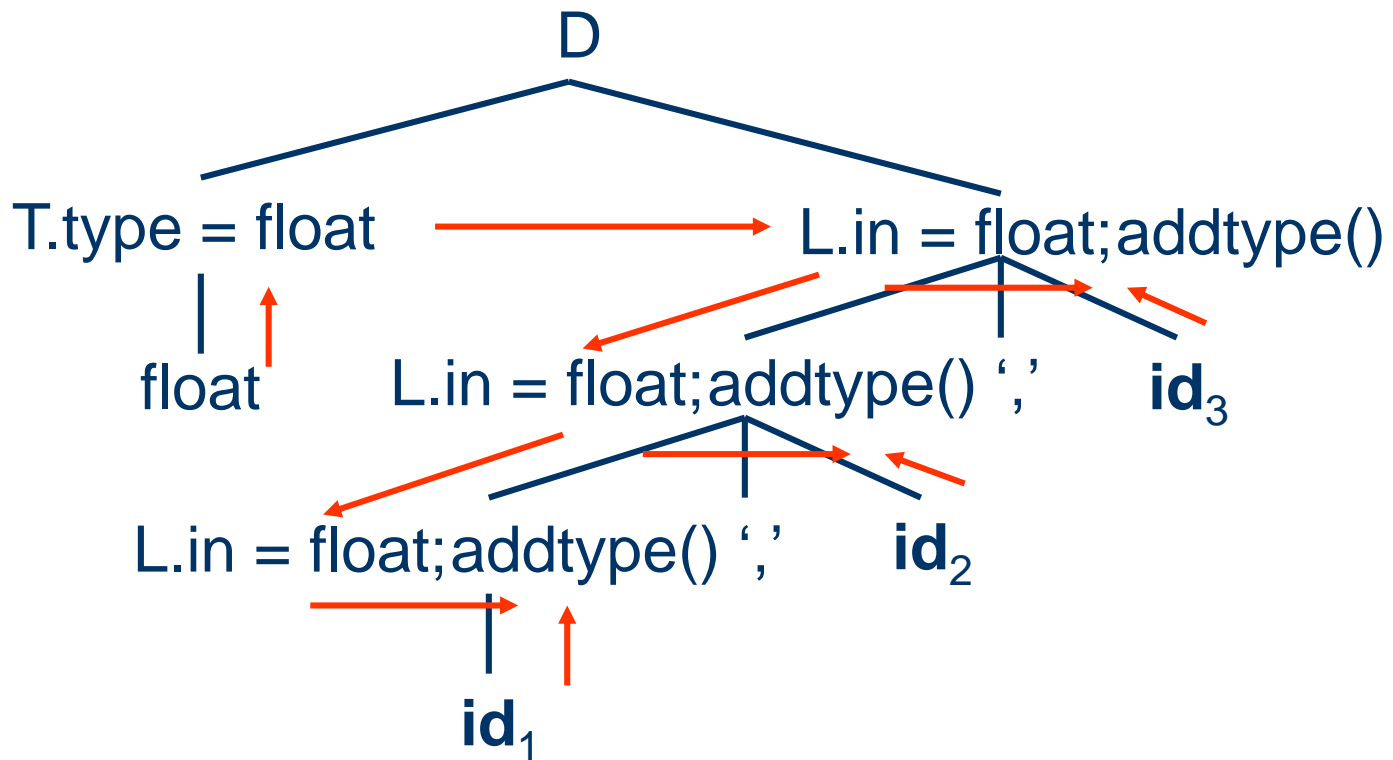 D
T.type = float L.in = float;addtype()
float L.in = float;addtype() ‘,’ id₃
L.in = float;addtype() ‘,’ id₂
id₁